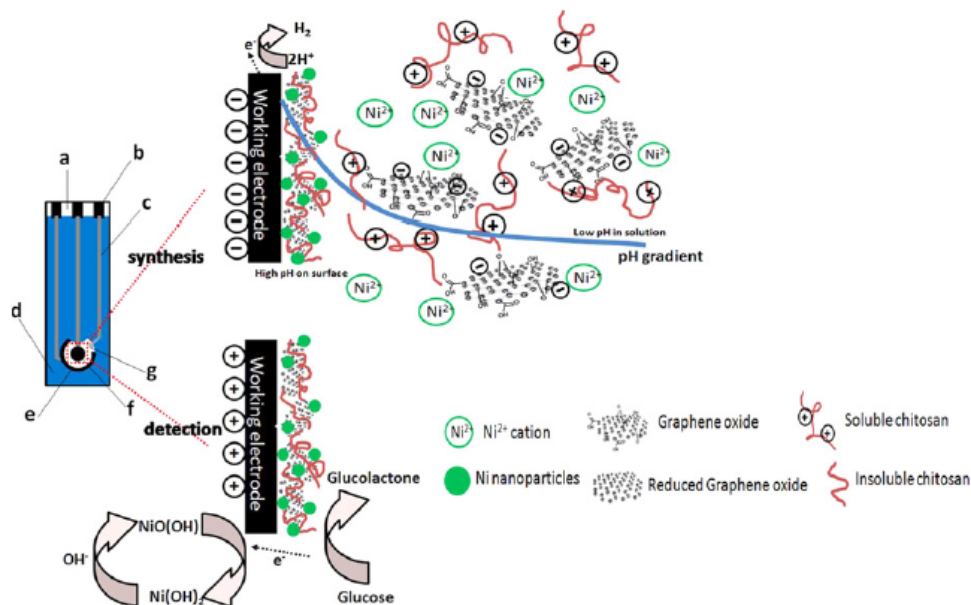 H₂
e⁻
2H⁺
Working electrode
Ni²⁺
Ni²⁺
Ni²⁺
Ni²⁺
Ni²⁺
Ni²⁺
Ni²⁺
Ni²⁺
Ni²⁺
High pH on surface
Low pH in solution
pH gradient
a
b
c
synthesis
d
g
e
f
detection
Working electrode
Glucolactone
NiO(OH)
OH⁻
Ni(OH)₂
e⁻
Glucose
Ni²⁺ Ni²⁺ cation
Graphene oxide
Soluble chitosan
Ni nanoparticles
Reduced Graphene oxide
Insoluble chitosan